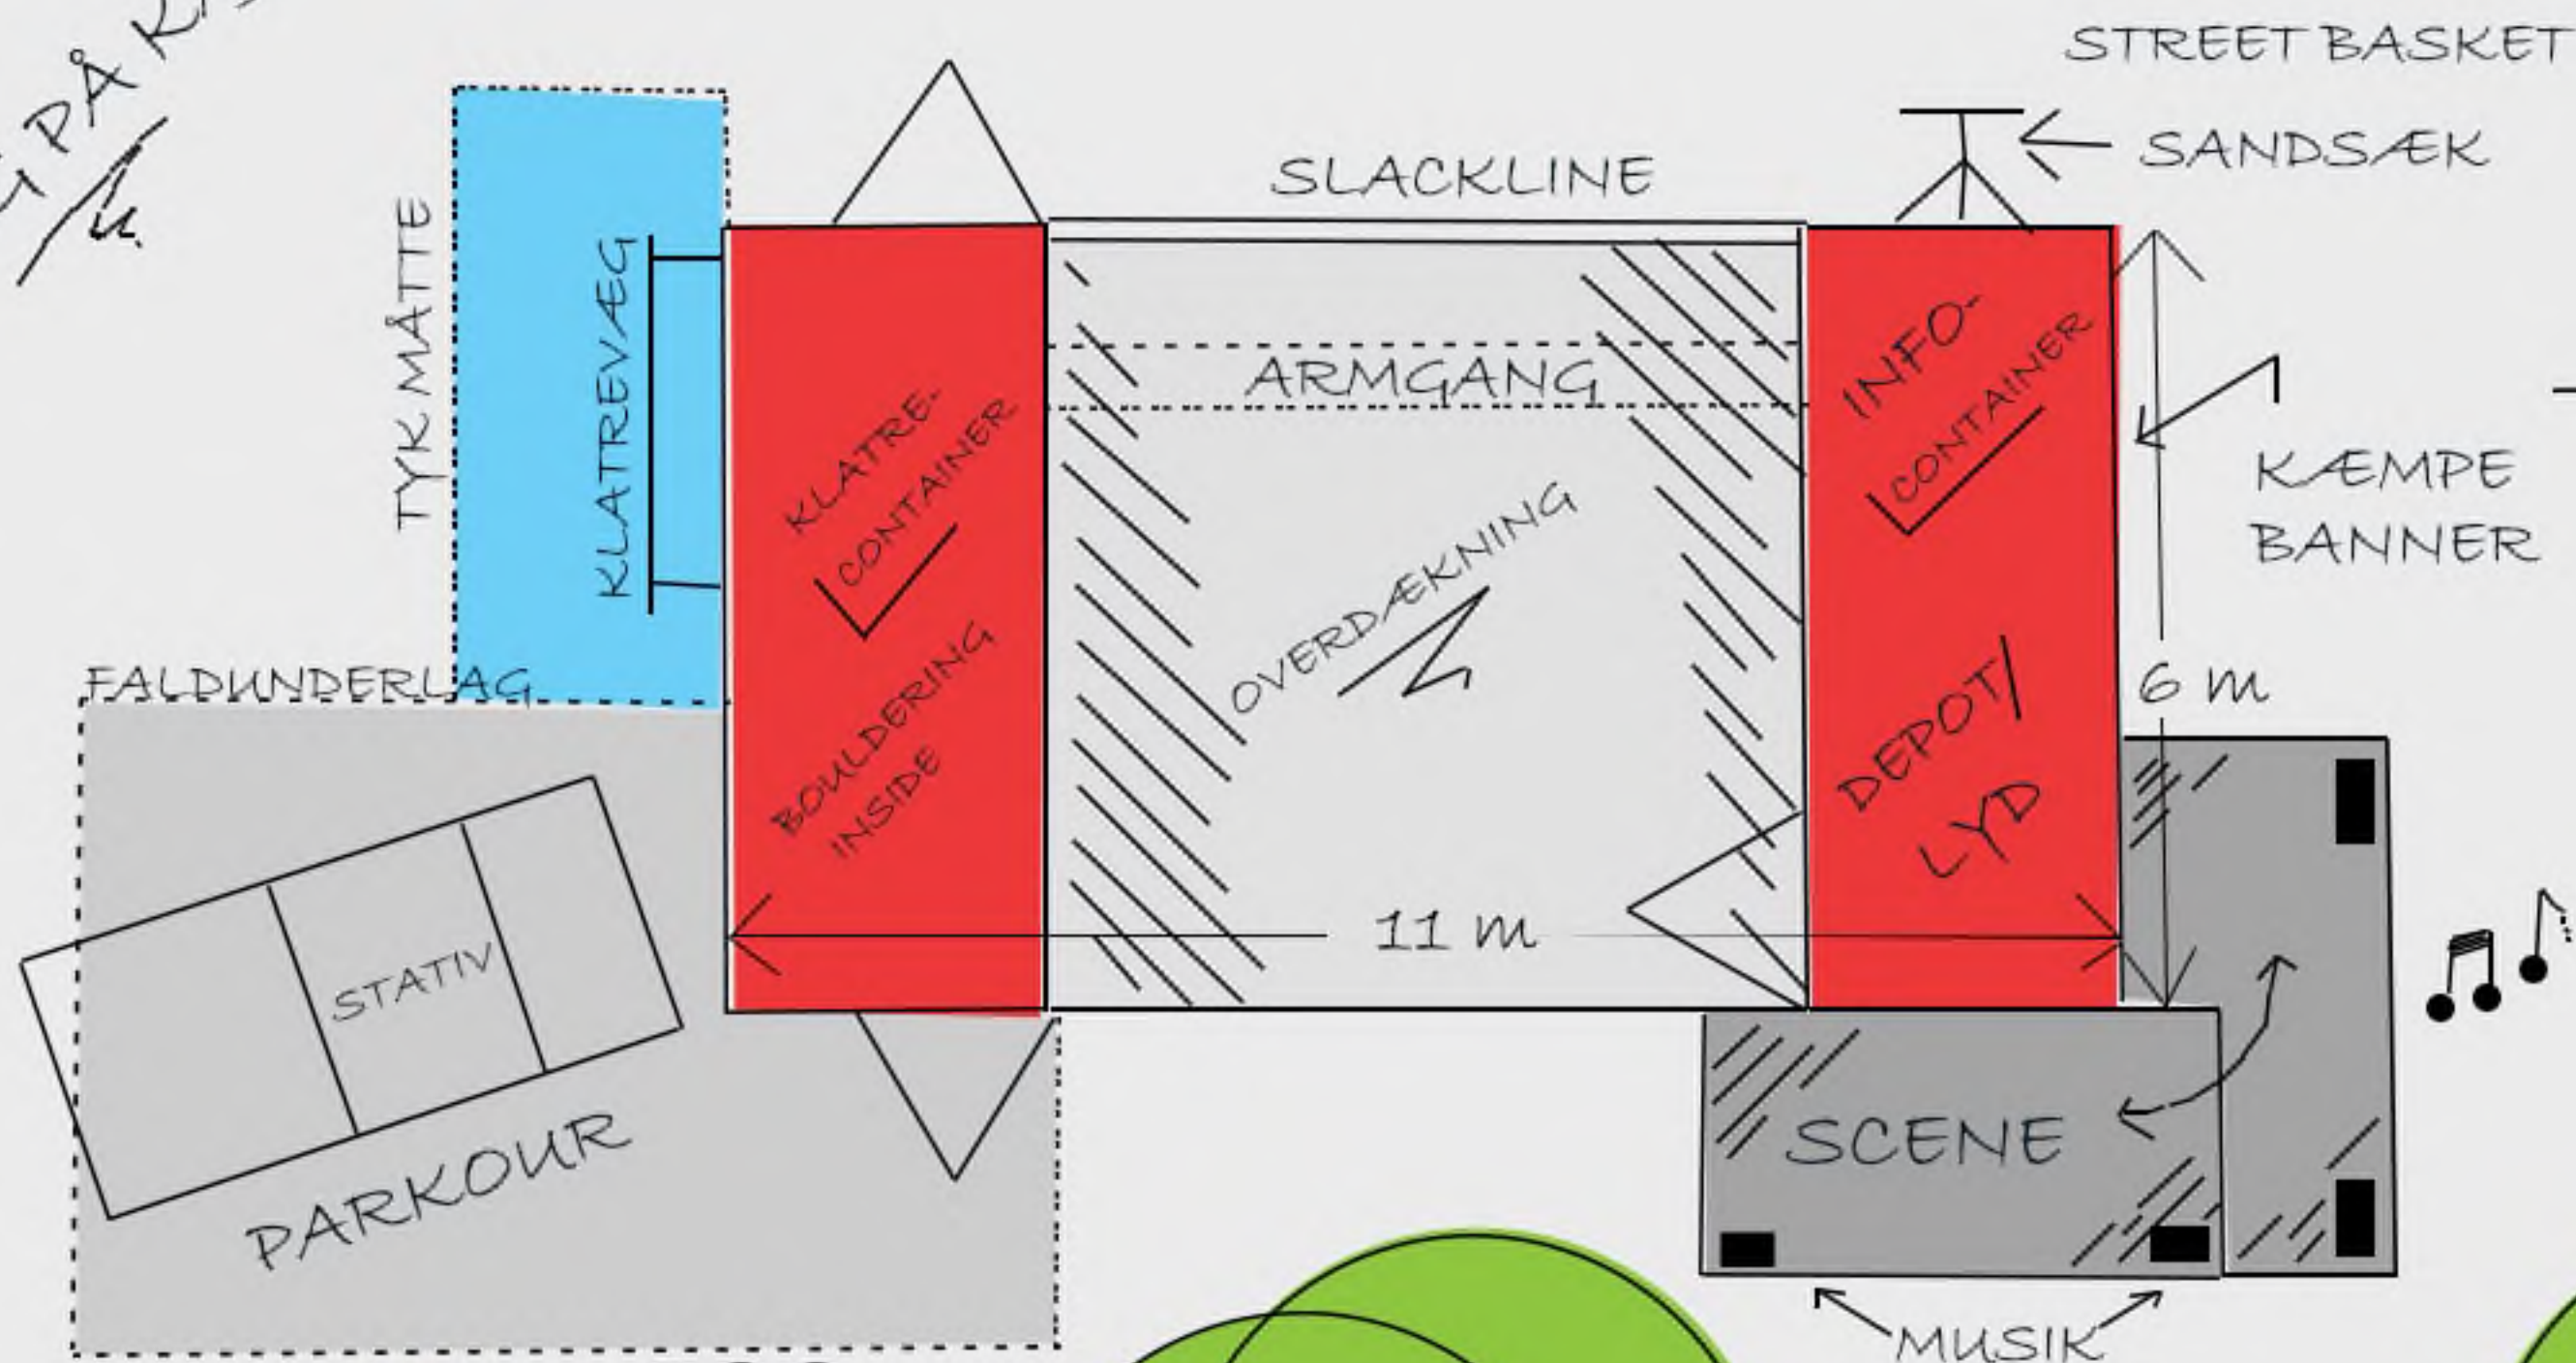 PÅ
STREET BASKET
SANDSÆK
SLACKLINE
TYK MÅTTE
KLATREVÆG
ARMGANG
INFO-
CONTAINER
KLATRE-
CONTAINER
KÆMPE
BANNER
OVERDÆKNING
FALDUNDERLAG
BOULDERING
INSIDE
DEPOT/
LYD
6 m
11 m
STATIV
PARKOUR
SCENE
MUSIK